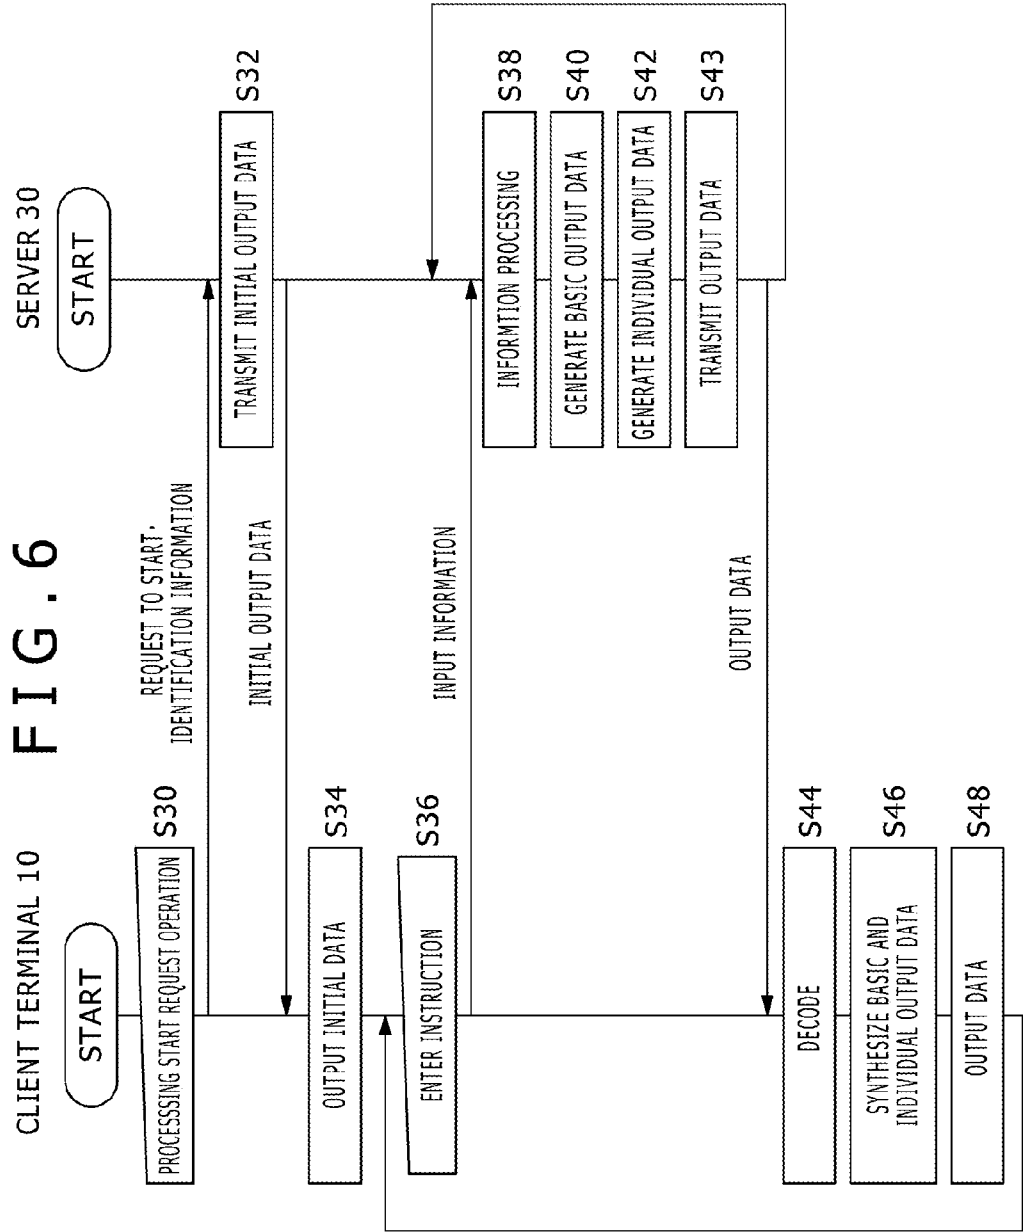 FIG.6
CLIENT TERMINAL 10
SERVER 30
START
START
PROCESSSING START REQUEST OPERATION
S30
REQUEST TO START,
IDENTIFICATION INFORMATION
TRANSMIT INITIAL OUTPUT DATA
S32
INITIAL OUTPUT DATA
OUTPUT INITIAL DATA
S34
ENTER INSTRUCTION
S36
INPUT INFORMATION
INFORMTION PROCESSING
S38
GENERATE BASIC OUTPUT DATA
S40
GENERATE INDIVIDUAL OUTPUT DATA
S42
TRANSMIT OUTPUT DATA
S43
OUTPUT DATA
DECODE
S44
SYNTHESIZE BASIC AND
INDIVIDUAL OUTPUT DATA
S46
OUTPUT DATA
S48